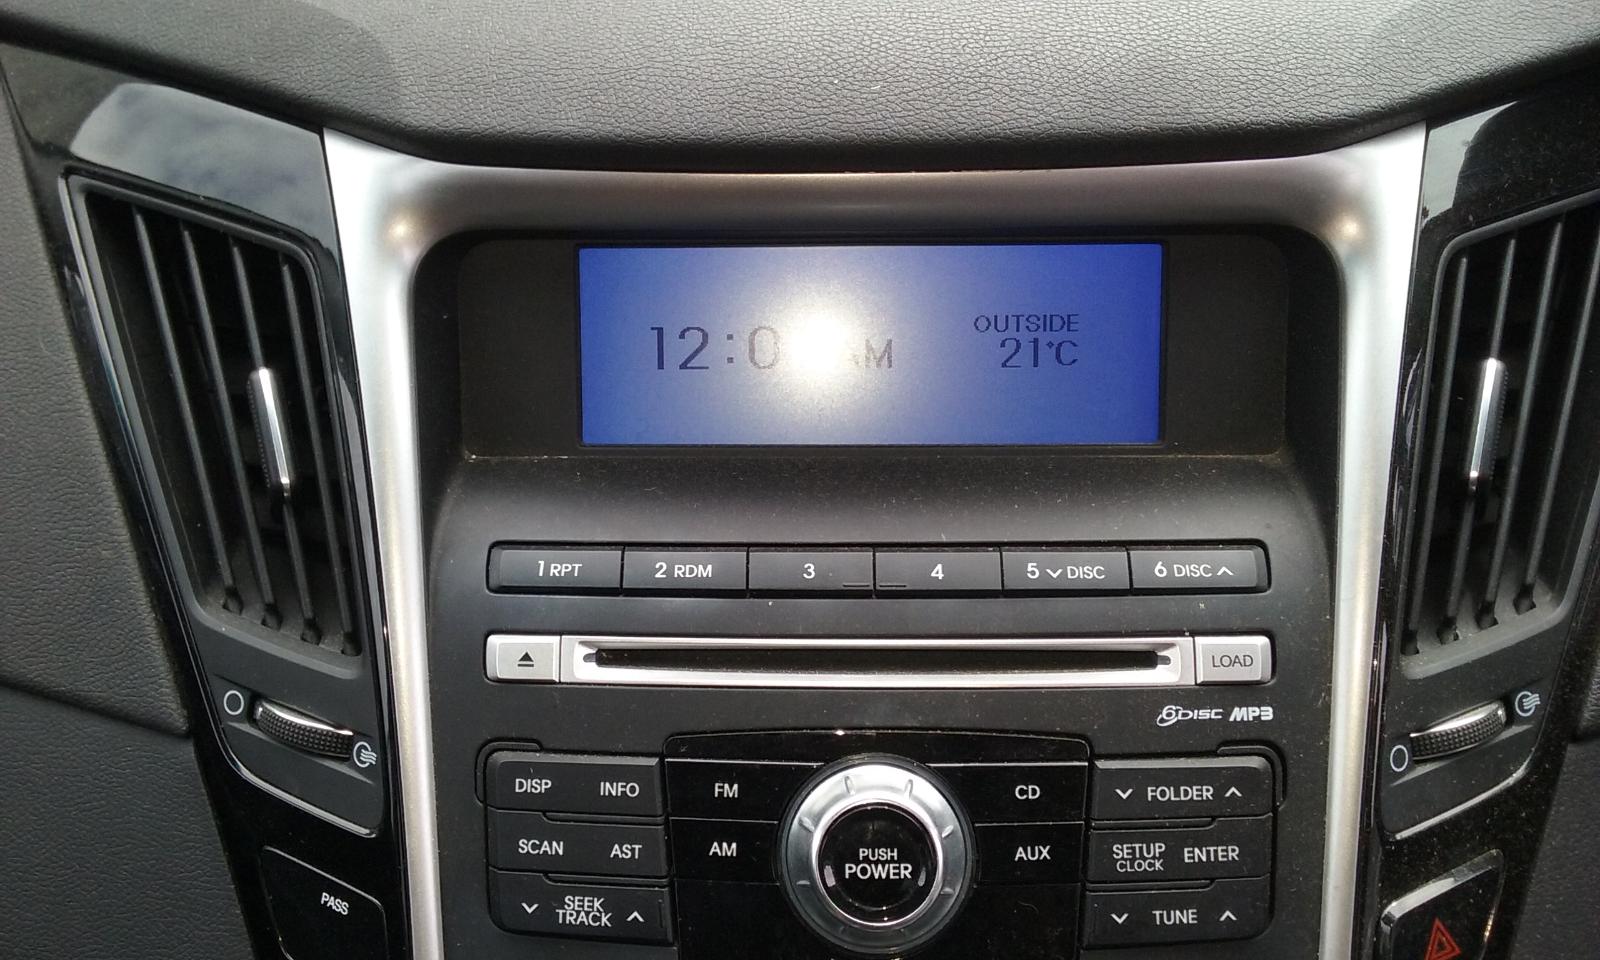 12:0 AM
OUTSIDE
21°C
1 RPT
2 RDM
3
4
5 DISC
6 DISC
LOAD
6DISC MP3
DISP INFO
FM
CD
FOLDER
SCAN AST
AM
PUSH
POWER
AUX
SETUP
CLOCK
ENTER
SEEK
TRACK
TUNE
PASS